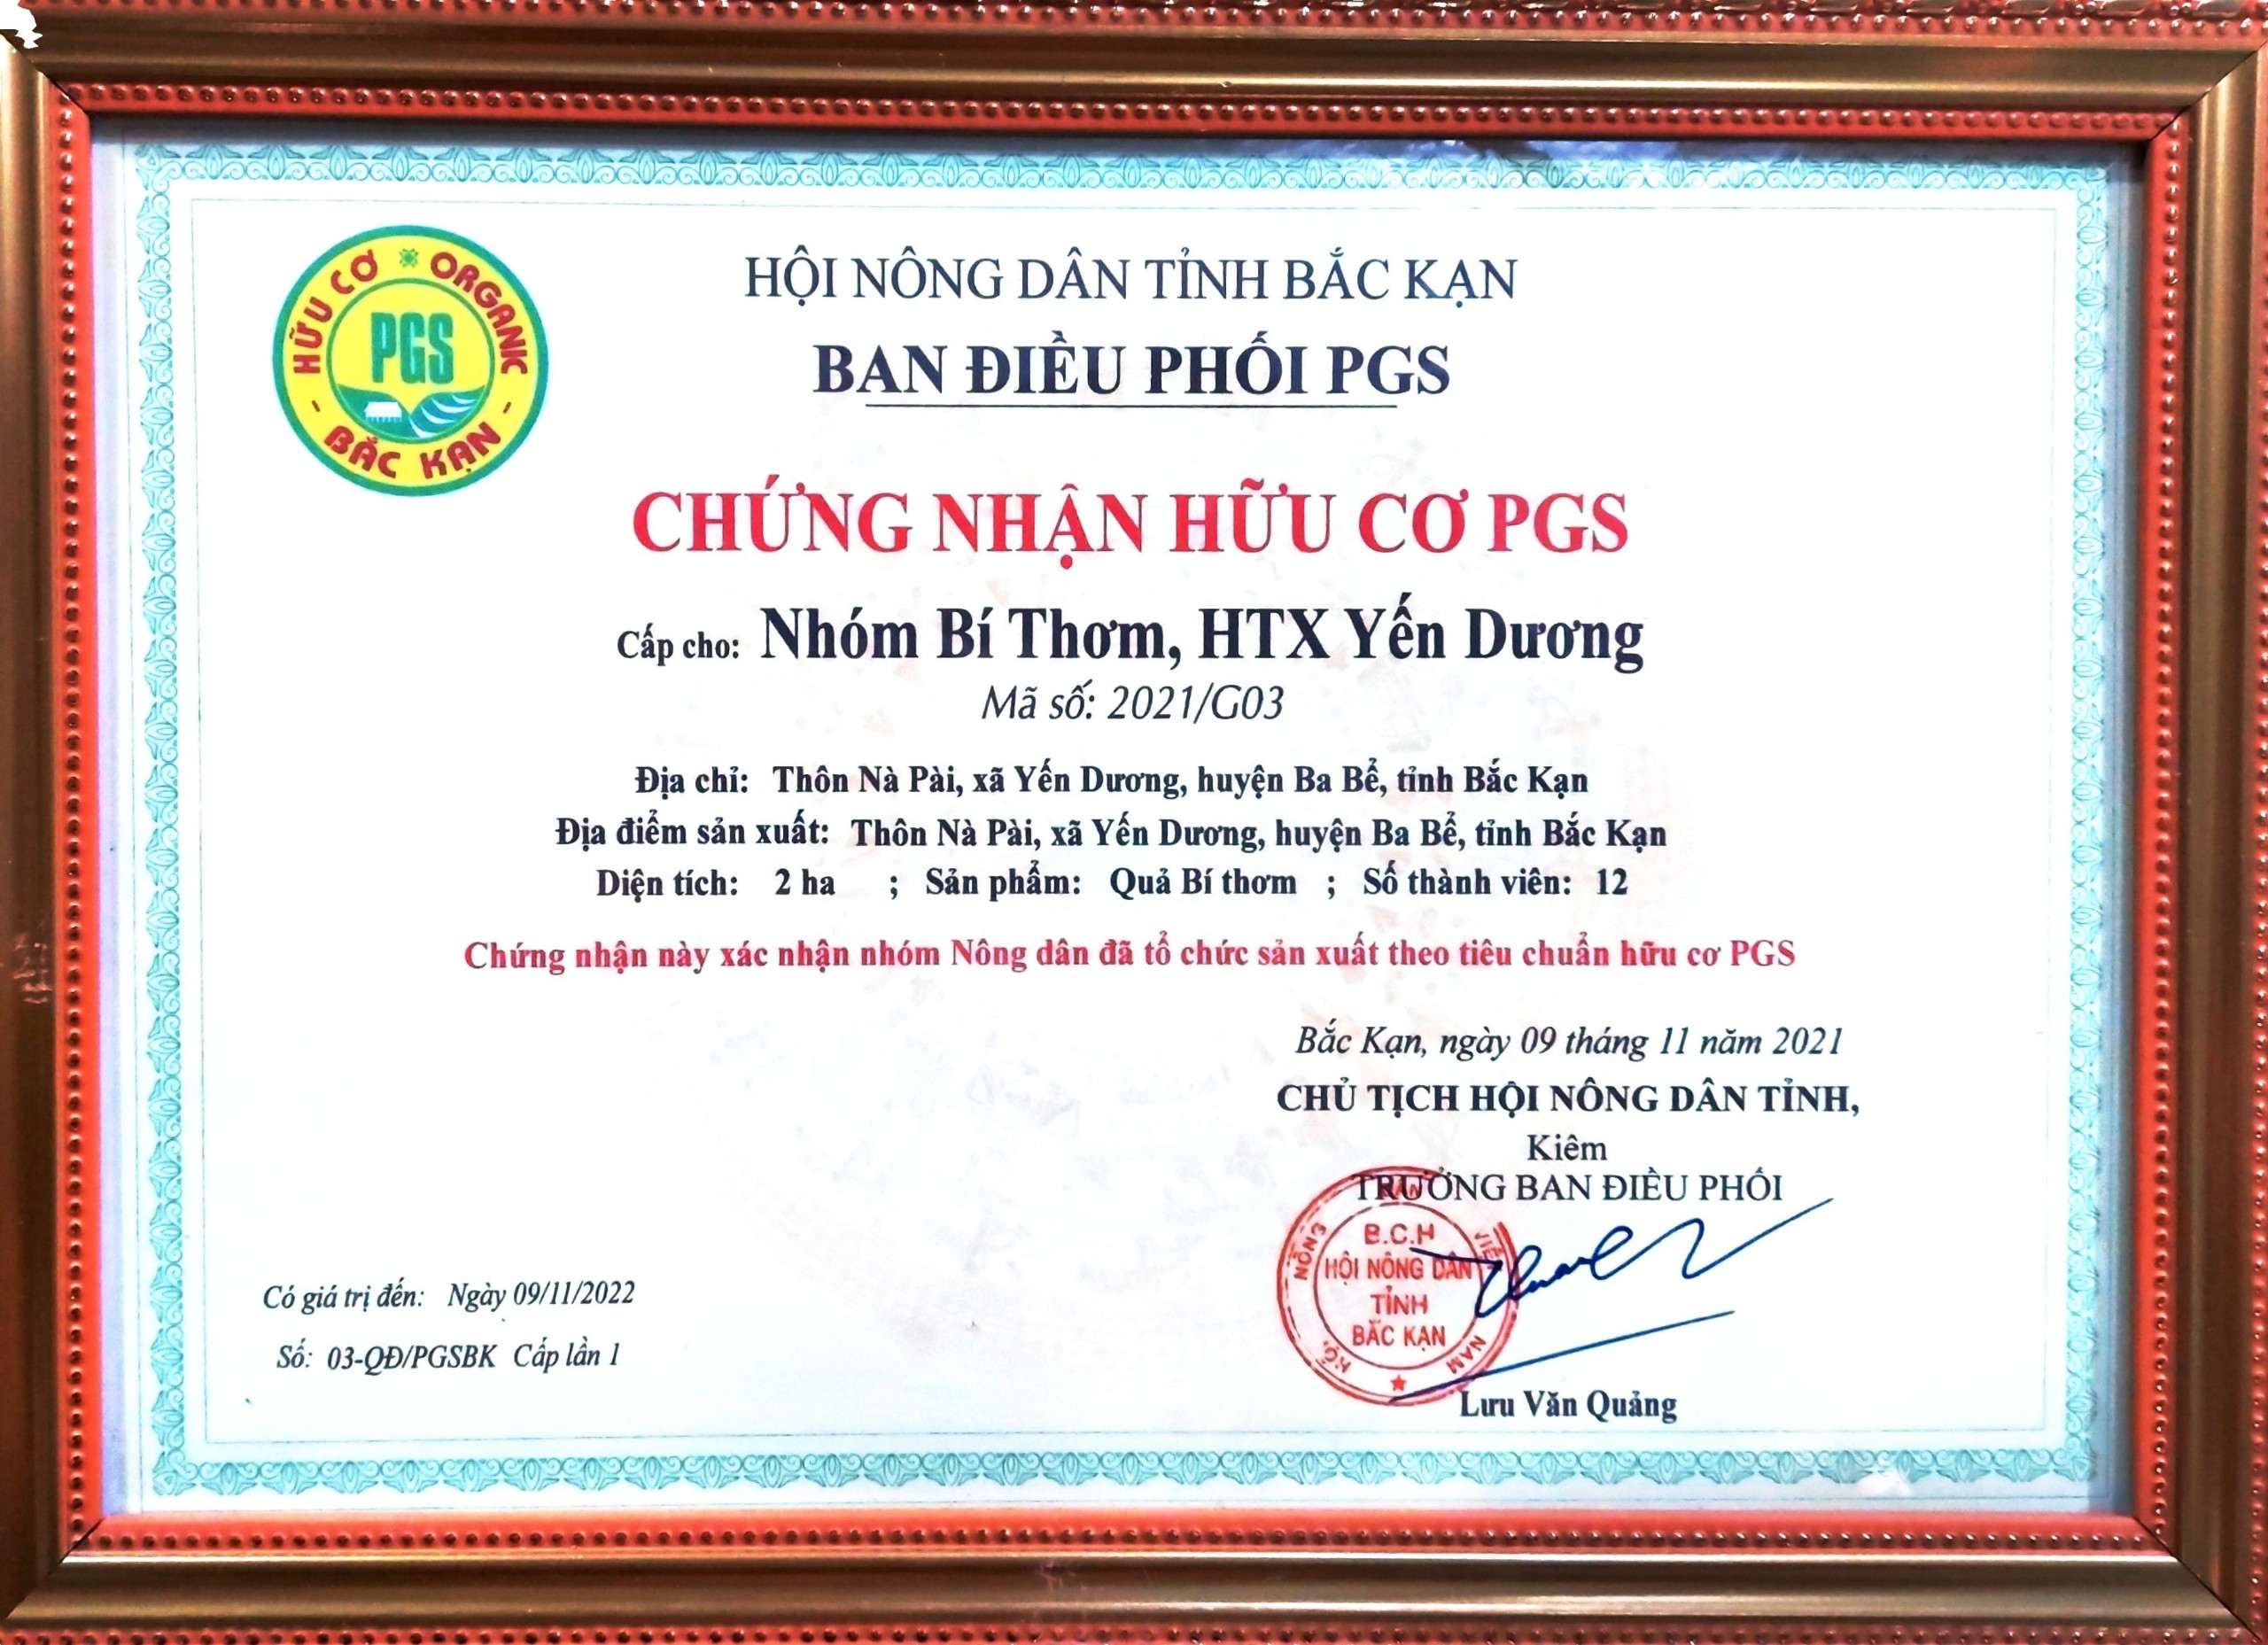 HỮU CƠ ORGANIC
PGS
- BẮC KẠN -
HỘI NÔNG DÂN TỈNH BẮC KẠN
BAN ĐIỀU PHỐI PGS
CHỨNG NHẬN HỮU CƠ PGS
Cấp cho: Nhóm Bí Thơm, HTX Yến Dương
Mã số: 2021/G03
Địa chỉ: Thôn Nà Pài, xã Yến Dương, huyện Ba Bể, tỉnh Bắc Kạn
Địa điểm sản xuất: Thôn Nà Pài, xã Yến Dương, huyện Ba Bể, tỉnh Bắc Kạn
Diện tích: 2 ha ; Sản phẩm: Quả Bí thơm ; Số thành viên: 12
Chứng nhận này xác nhận nhóm Nông dân đã tổ chức sản xuất theo tiêu chuẩn hữu cơ PGS
Bắc Kạn, ngày 09 tháng 11 năm 2021
CHỦ TỊCH HỘI NÔNG DÂN TỈNH,
Kiêm
TRƯỞNG BAN ĐIỀU PHỐI
B.C.H
HỘI NÔNG DÂN
TỈNH
BẮC KẠN
Lưu Văn Quảng
Có giá trị đến: Ngày 09/11/2022
Số: 03-QĐ/PGSBK Cấp lần 1